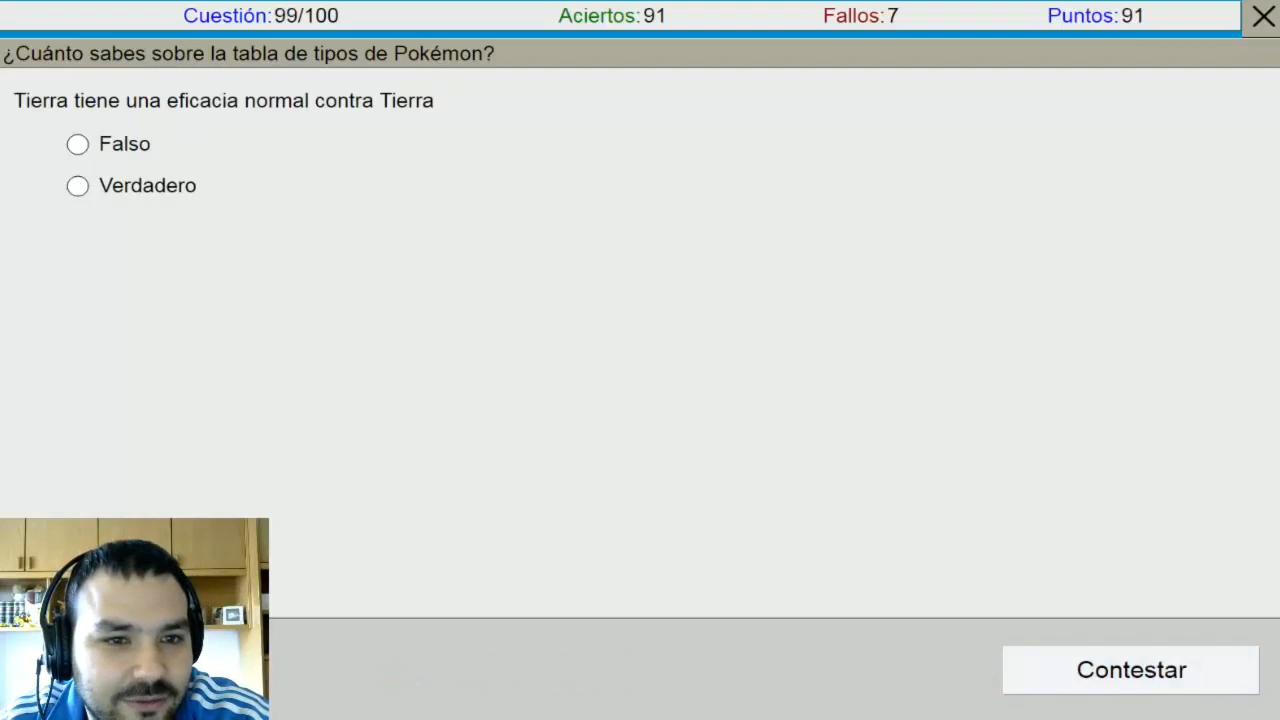 Cuestión: 99/100 Aciertos: 91 Fallos: 7 Puntos: 91
¿Cuánto sabes sobre la tabla de tipos de Pokémon?
Tierra tiene una eficacia normal contra Tierra
Falso
Verdadero
Contestar